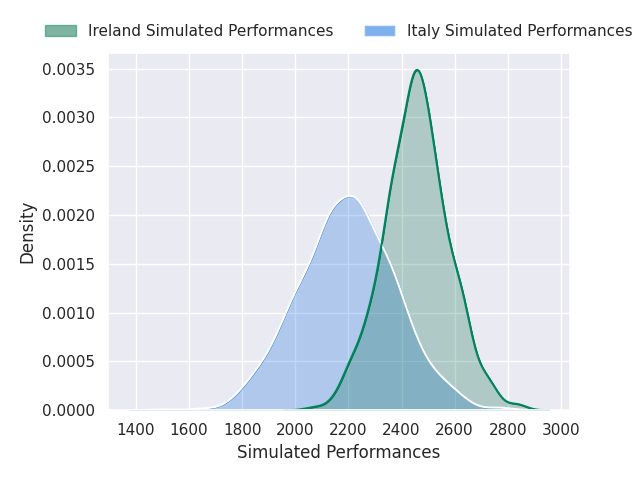 Ireland Simulated Performances Italy Simulated Performances
0.0035
0.0030
0.0025
0.0020
0.0015
0.0010
0.0005
0.0000
Density
1400 1600 1800 2000 2200 2400 2600 2800 3000
Simulated Performances